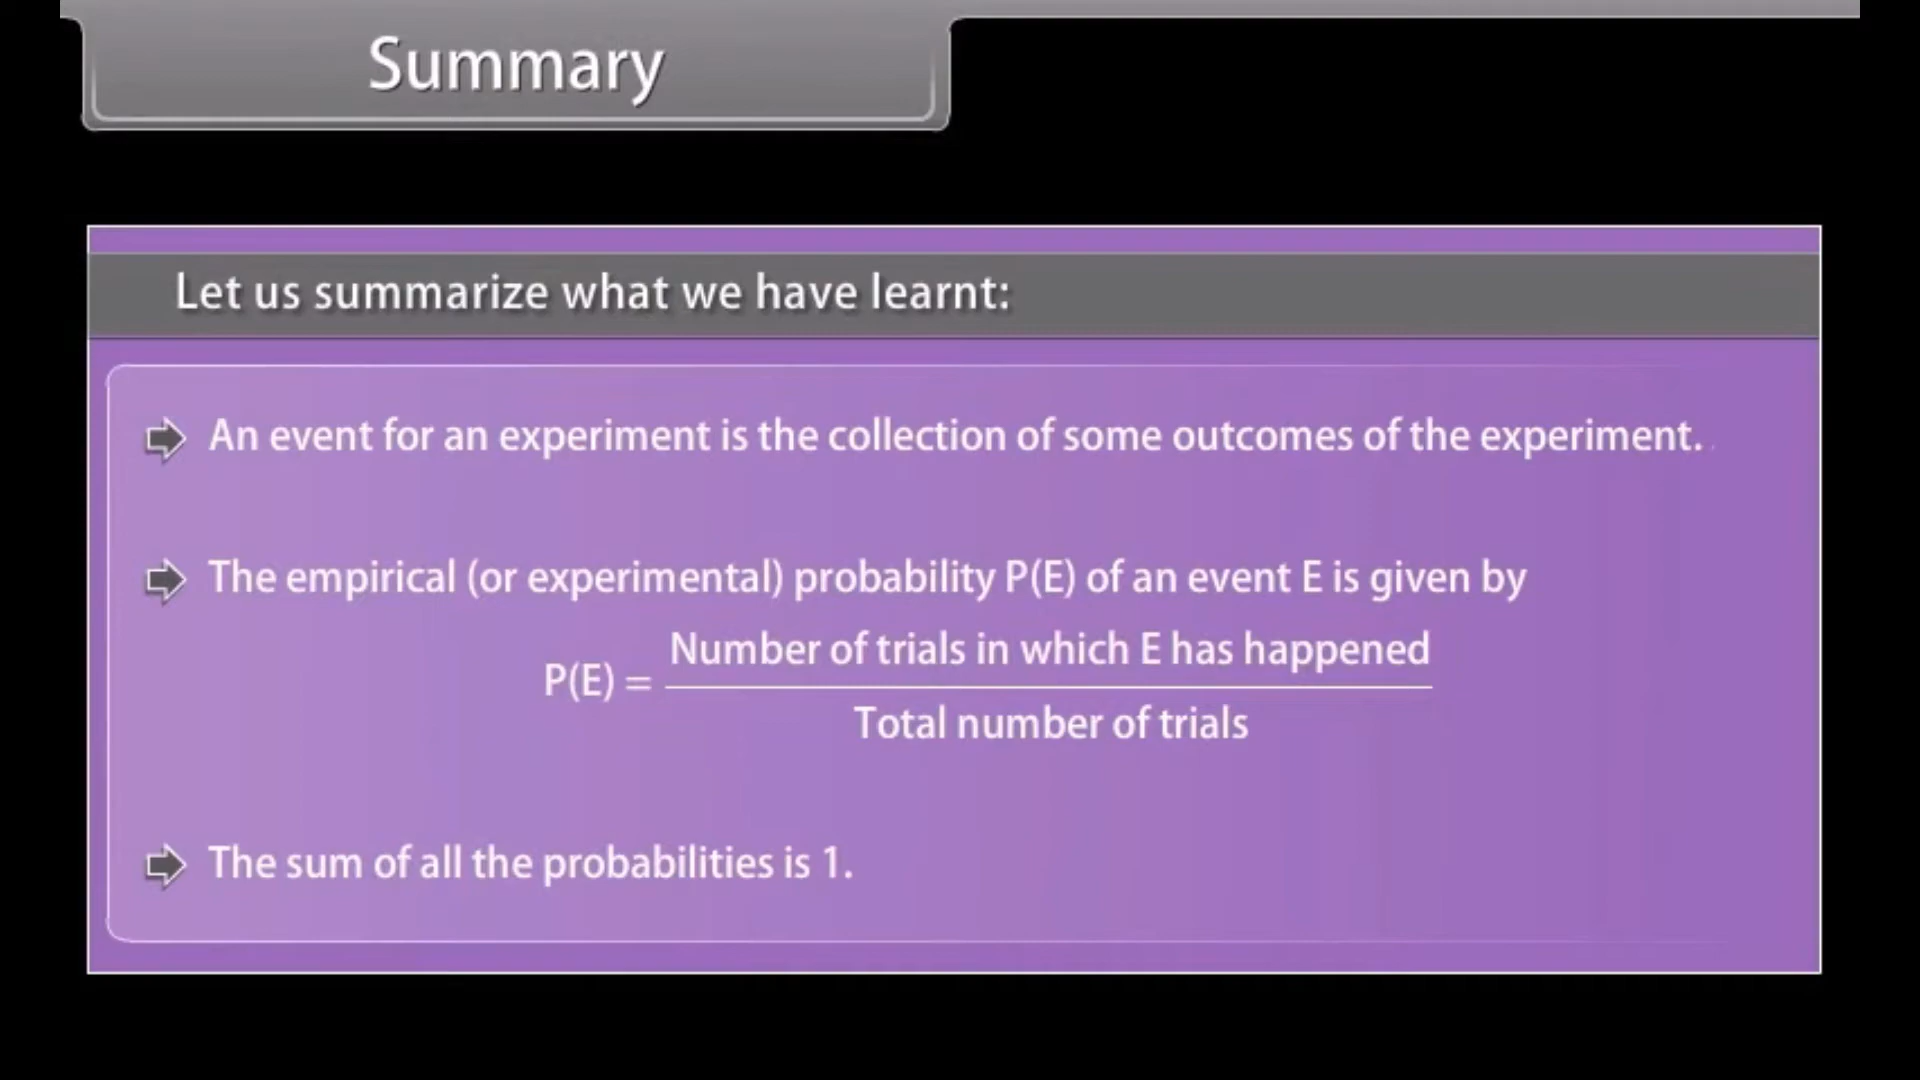 Summary
Let us summarize what we have learnt:
An event for an experiment is the collection of some outcomes of the experiment.
The empirical (or experimental) probability P(E) of an event E is given by
Number of trials in which E has happened
P(E) =
Total number of trials
The sum of all the probabilities is 1.